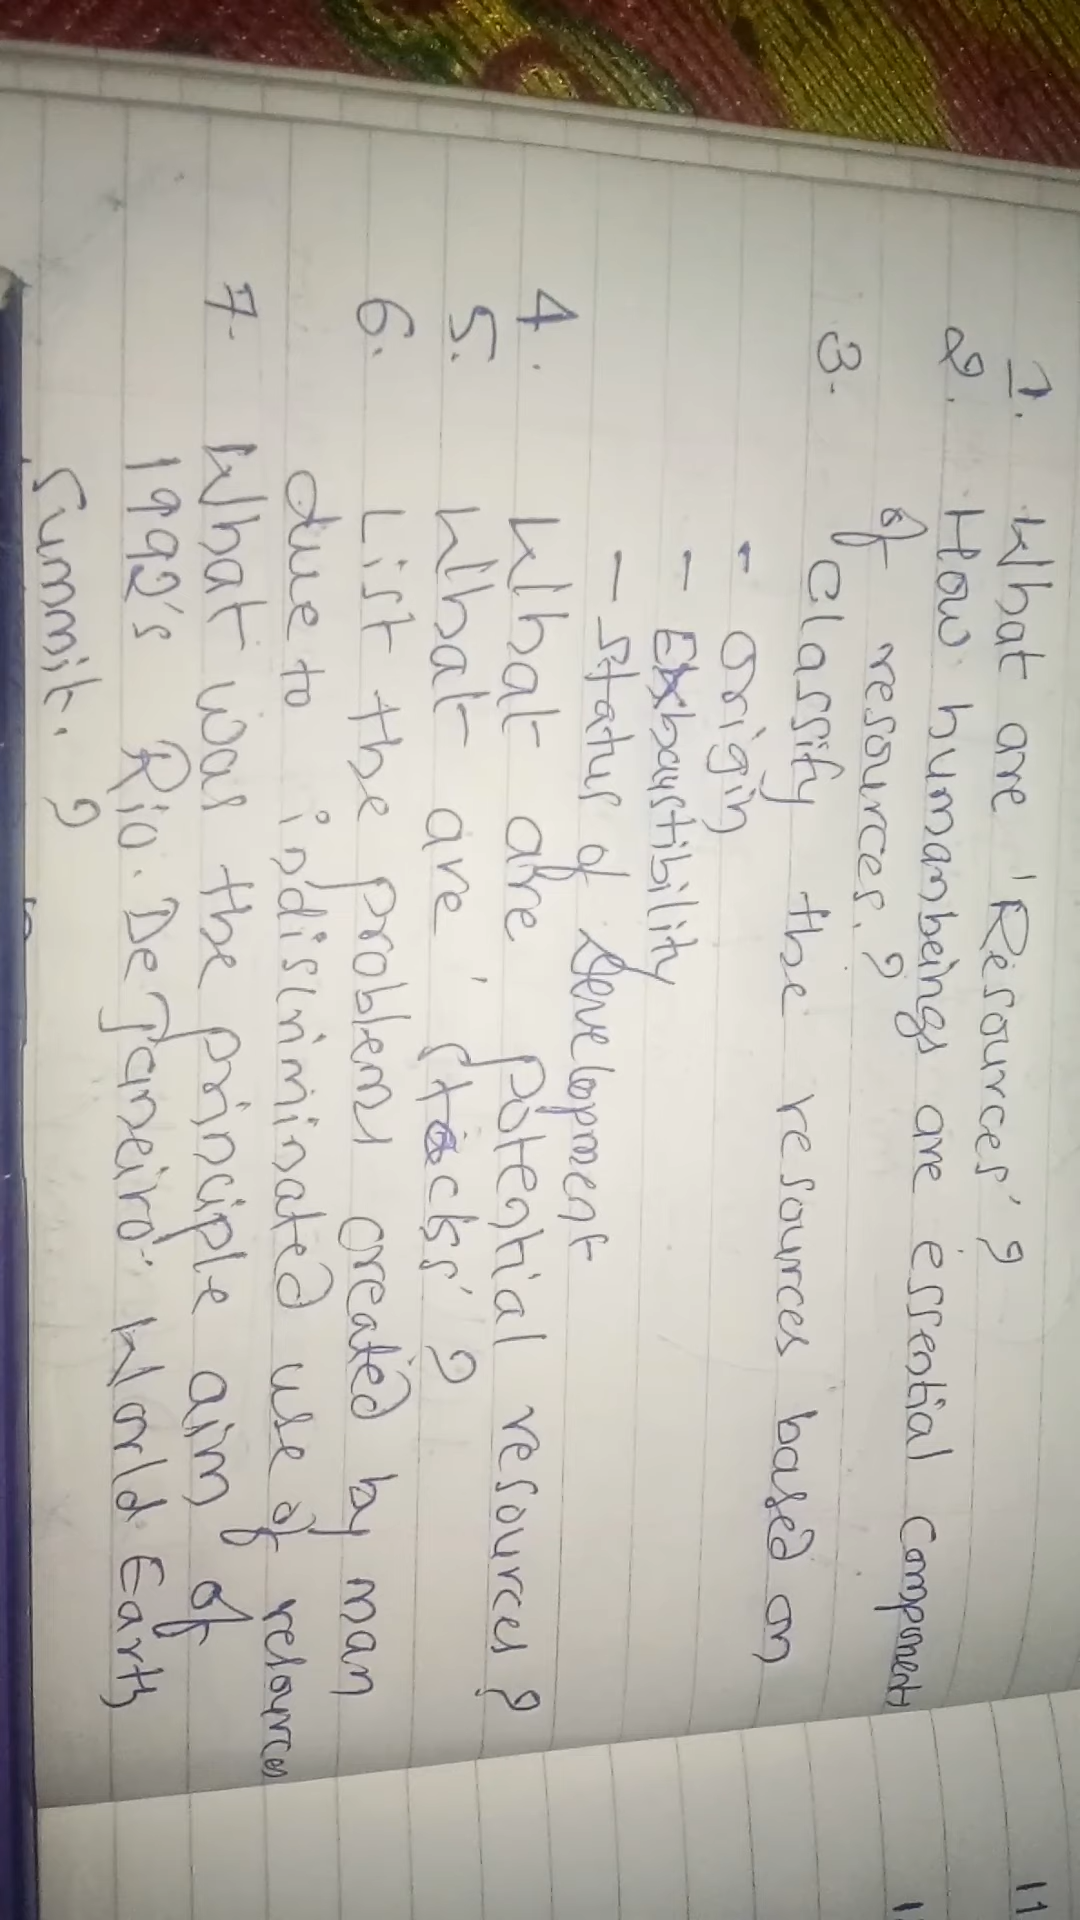 1. What are 'Resources'?
2. How humanbeings are essential components
of resources.?
3. classify the resources based on
- Origin
- Exhaustibility
- Status of Development
4. What are potential resources?
5. What are 'Stocks'?
6. List the problems created by man
due to indisriminated use of resources
7. What was the principle aim of
1992's Rio. De Janeiro. World Earth
Summit.?
11